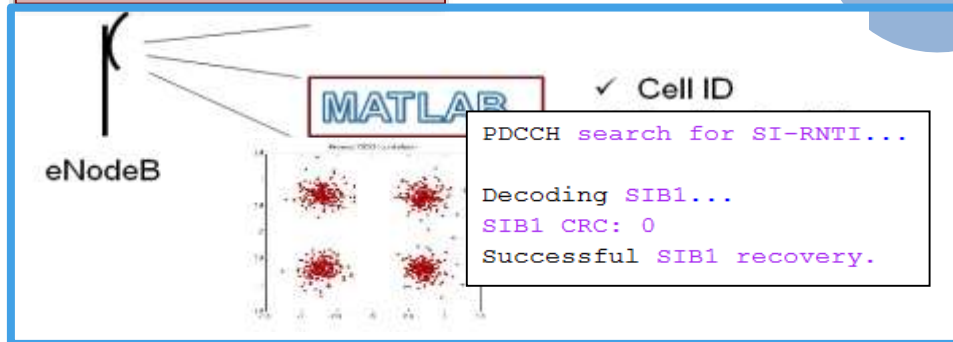 MATLAB
✓ Cell ID
eNodeB
PDCCH search for SI-RNTI...
Decoding SIB1...
SIB1 CRC: 0
Successful SIB1 recovery.